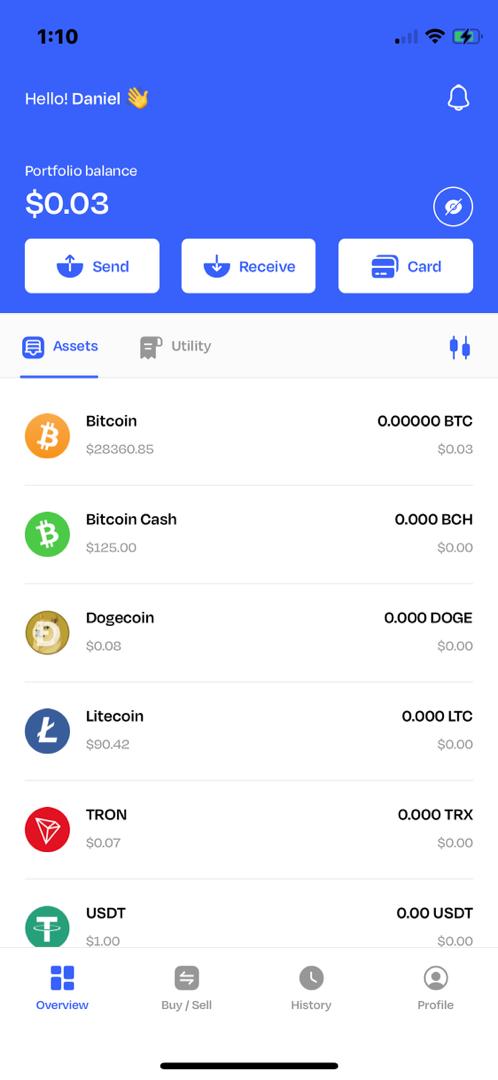 1:10
Hello! Daniel 👋
Portfolio balance
$0.03
Send
Receive
Card
Assets
Utility
Bitcoin
0.00000 BTC
$28360.85
$0.03
Bitcoin Cash
0.000 BCH
$125.00
$0.00
Dogecoin
0.000 DOGE
$0.08
$0.00
Litecoin
0.000 LTC
$90.42
$0.00
TRON
0.000 TRX
$0.07
$0.00
USDT
0.00 USDT
$1.00
$0.00
Overview
Buy / Sell
History
Profile